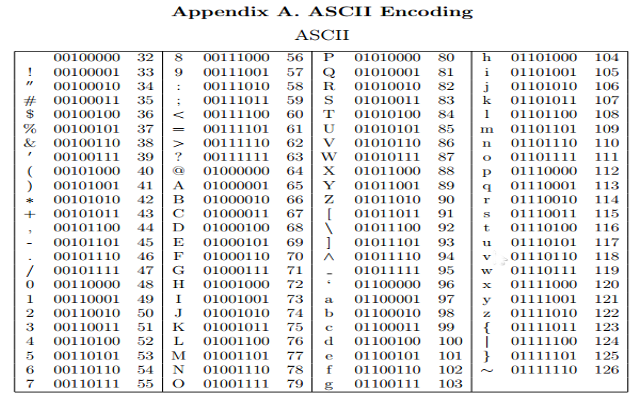 Appendix A. ASCII Encoding
ASCII
00100000 32 8 00111000 56 P 01010000 80 h 01101000 104
! 00100001 33 9 00111001 57 Q 01010001 81 i 01101001 105
" 00100010 34 : 00111010 58 R 01010010 82 j 01101010 106
# 00100011 35 ; 00111011 59 S 01010011 83 k 01101011 107
$ 00100100 36 < 00111100 60 T 01010100 84 l 01101100 108
% 00100101 37 = 00111101 61 U 01010101 85 m 01101101 109
& 00100110 38 > 00111110 62 V 01010110 86 n 01101110 110
' 00100111 39 ? 00111111 63 W 01010111 87 o 01101111 111
( 00101000 40 @ 01000000 64 X 01011000 88 p 01110000 112
) 00101001 41 A 01000001 65 Y 01011001 89 q 01110001 113
* 00101010 42 B 01000010 66 Z 01011010 90 r 01110010 114
+ 00101011 43 C 01000011 67 [ 01011011 91 s 01110011 115
, 00101100 44 D 01000100 68 \ 01011100 92 t 01110100 116
- 00101101 45 E 01000101 69 ] 01011101 93 u 01110101 117
. 00101110 46 F 01000110 70 ^ 01011110 94 v 01110110 118
/ 00101111 47 G 01000111 71 _ 01011111 95 w 01110111 119
0 00110000 48 H 01001000 72 ‘ 01100000 96 x 01111000 120
1 00110001 49 I 01001001 73 a 01100001 97 y 01111001 121
2 00110010 50 J 01001010 74 b 01100010 98 z 01111010 122
3 00110011 51 K 01001011 75 c 01100011 99 { 01111011 123
4 00110100 52 L 01001100 76 d 01100100 100 | 01111100 124
5 00110101 53 M 01001101 77 e 01100101 101 } 01111101 125
6 00110110 54 N 01001110 78 f 01100110 102 ~ 01111110 126
7 00110111 55 O 01001111 79 g 01100111 103